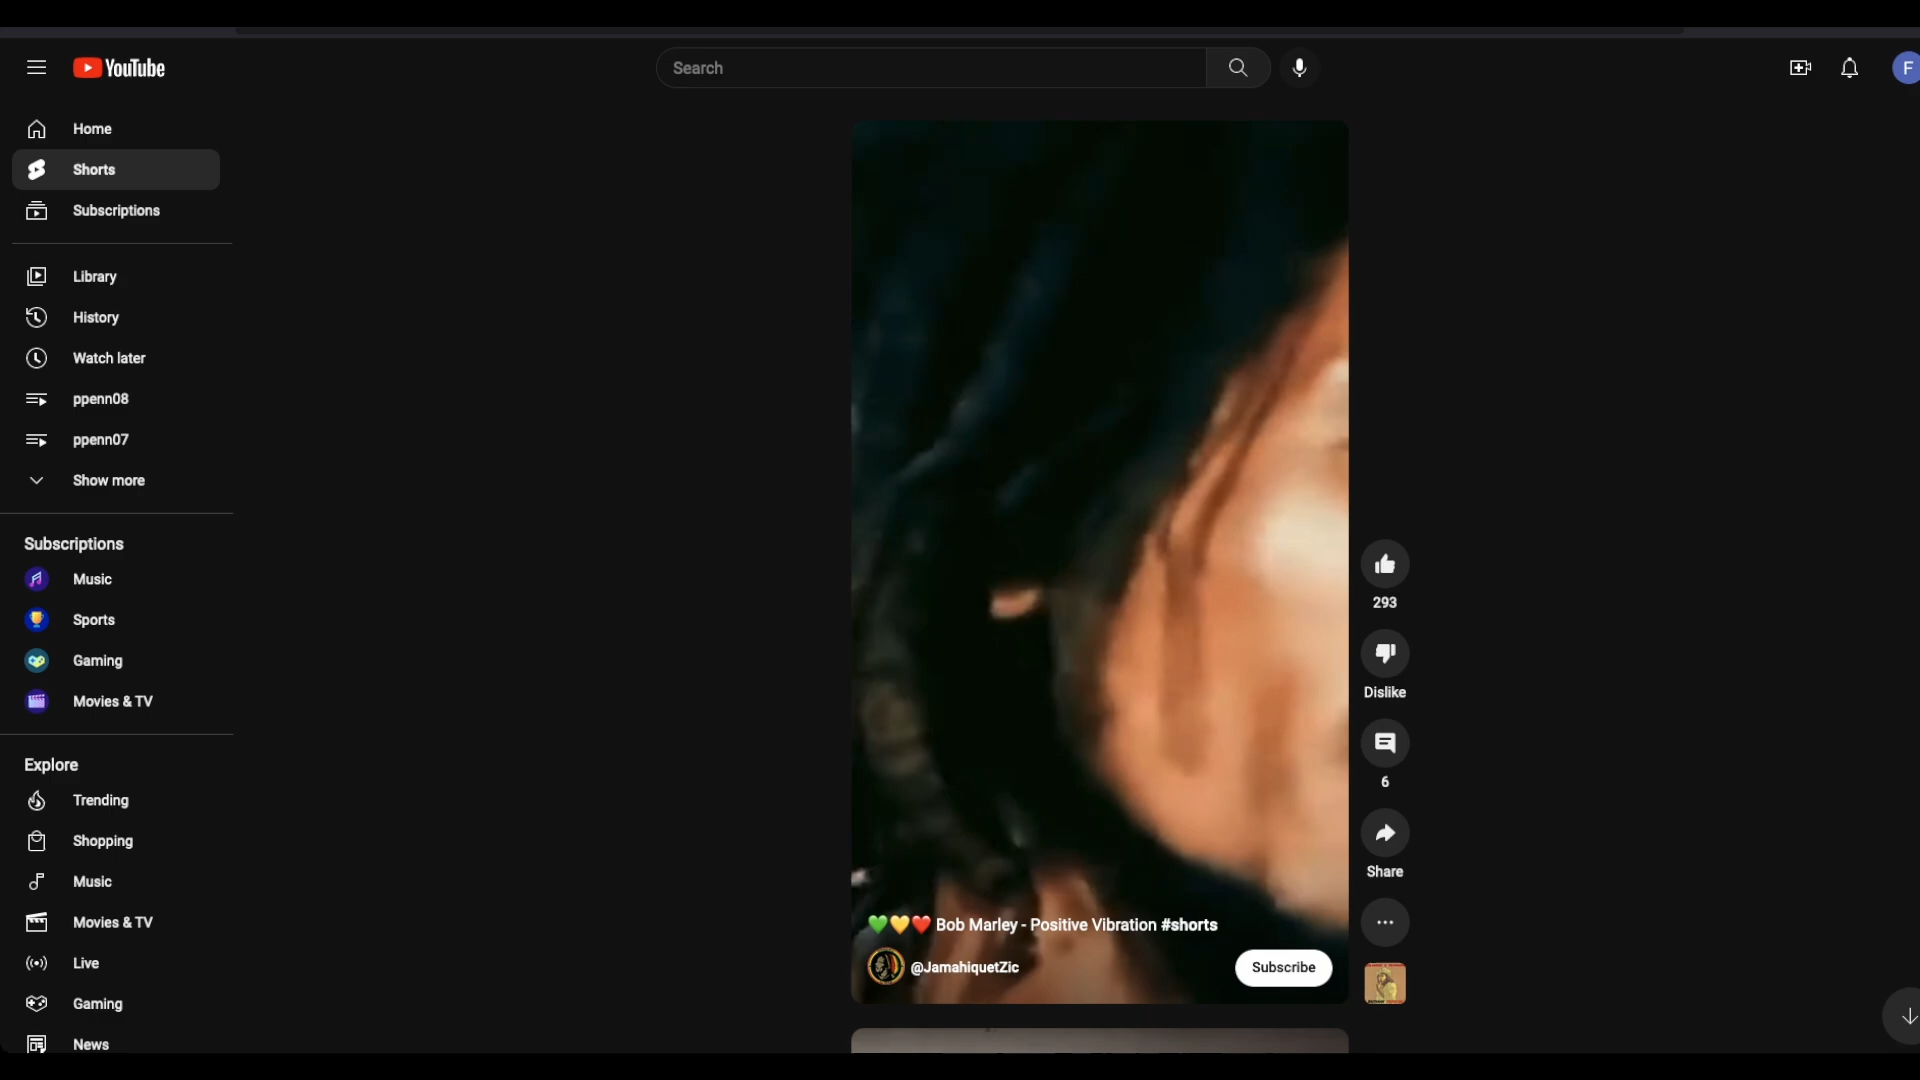 YouTube
Search
F
Home
Shorts
Subscriptions
Library
History
Watch later
ppenn08
ppenn07
Show more
Subscriptions
Music
Sports
Gaming
Movies & TV
Explore
Trending
Shopping
Music
Movies & TV
Live
Gaming
News
293
Dislike
6
Share
💚💛❤️ Bob Marley - Positive Vibration #shorts
@JamahiquetZic
Subscribe